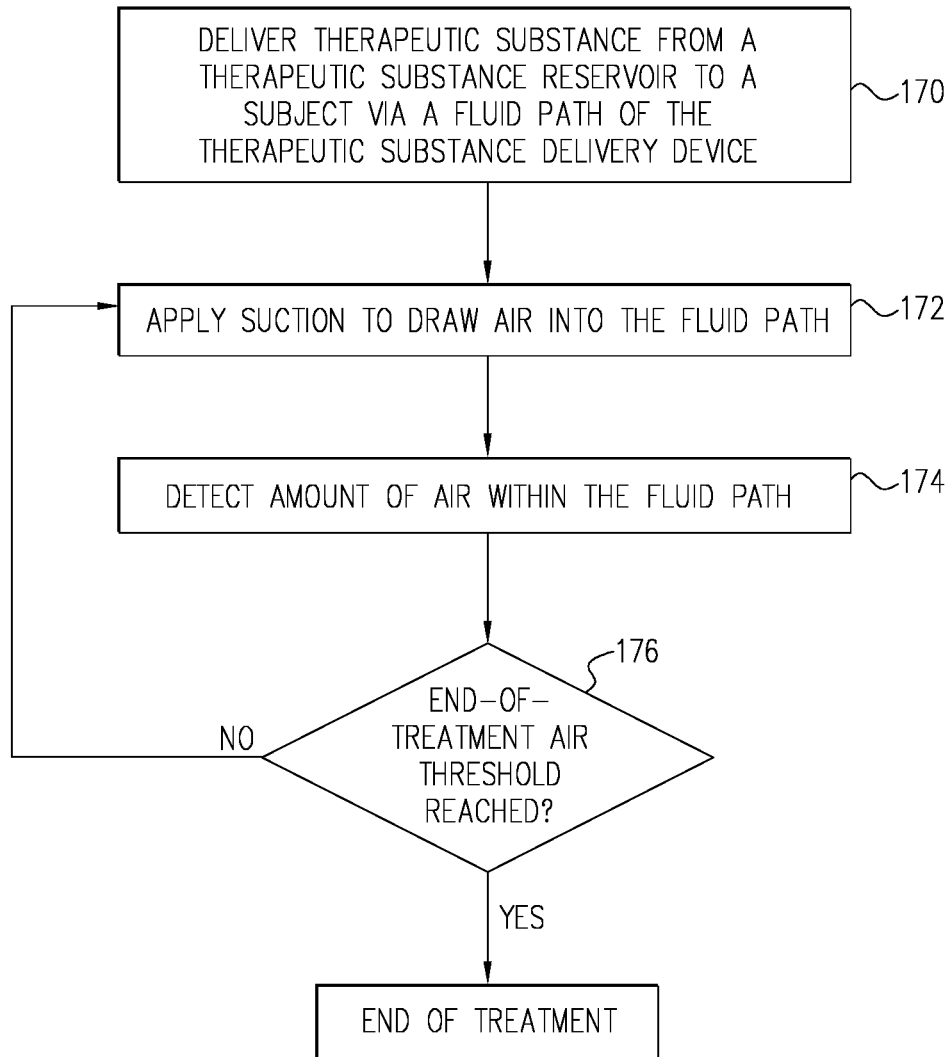 DELIVER THERAPEUTIC SUBSTANCE FROM A
THERAPEUTIC SUBSTANCE RESERVOIR TO A
SUBJECT VIA A FLUID PATH OF THE
THERAPEUTIC SUBSTANCE DELIVERY DEVICE
170
APPLY SUCTION TO DRAW AIR INTO THE FLUID PATH
172
DETECT AMOUNT OF AIR WITHIN THE FLUID PATH
174
176
END-OF-
TREATMENT AIR
THRESHOLD
REACHED?
NO
YES
END OF TREATMENT